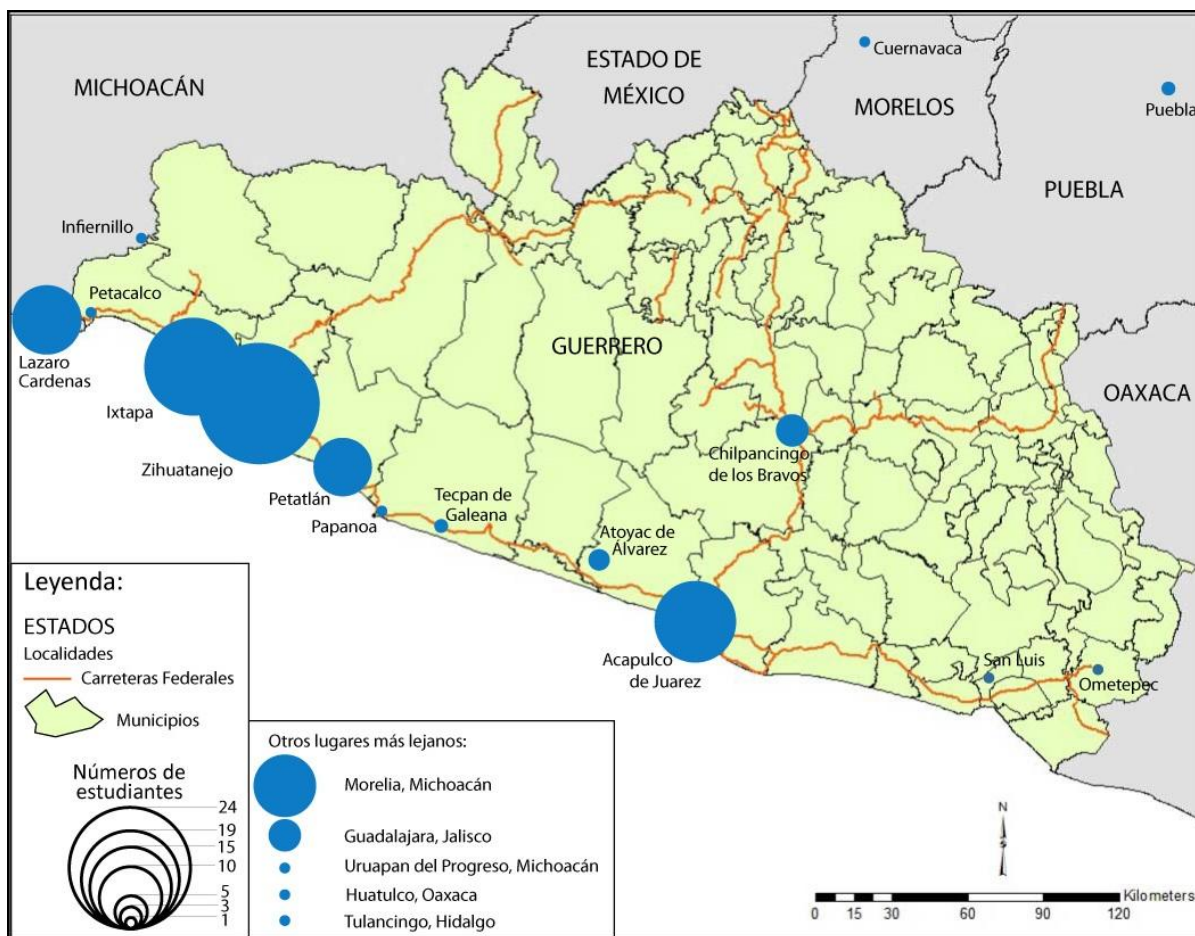 MICHOACÁN
ESTADO DE
MÉXICO
Cuernavaca
MORELOS
Puebla
PUEBLA
Infiernillo
Petacalco
Lazaro
Cardenas
Ixtapa
Zihuatanejo
GUERRERO
OAXACA
Chilpancingo
de los Bravos
Petatlán
Papanoa
Tecpan de
Galeana
Atoyac de
Álvarez
Acapulco
de Juarez
San Luis
Ometepec
Leyenda:
ESTADOS
Localidades
Carreteras Federales
Municipios
Números de
estudiantes
24
19
15
10
5
3
1
Otros lugares más lejanos:
Morelia, Michoacán
Guadalajara, Jalisco
Uruapan del Progreso, Michoacán
Huatulco, Oaxaca
Tulancingo, Hidalgo
N
S
Kilometers
0 15 30 60 90 120